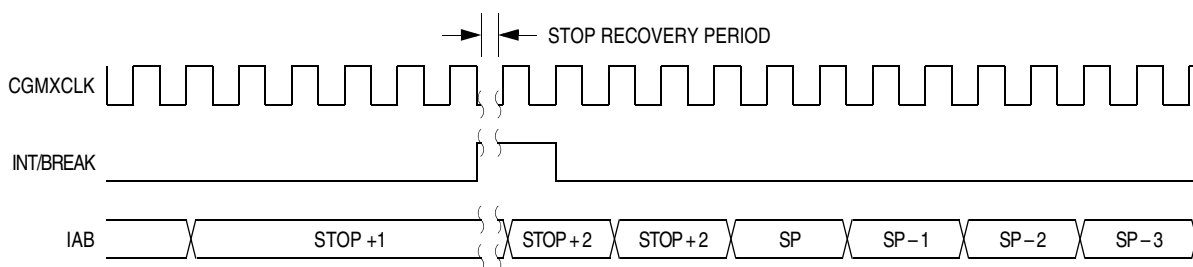 STOP RECOVERY PERIOD
CGMXCLK
INT/BREAK
IAB STOP +1 STOP + 2 STOP + 2 SP SP – 1 SP – 2 SP – 3